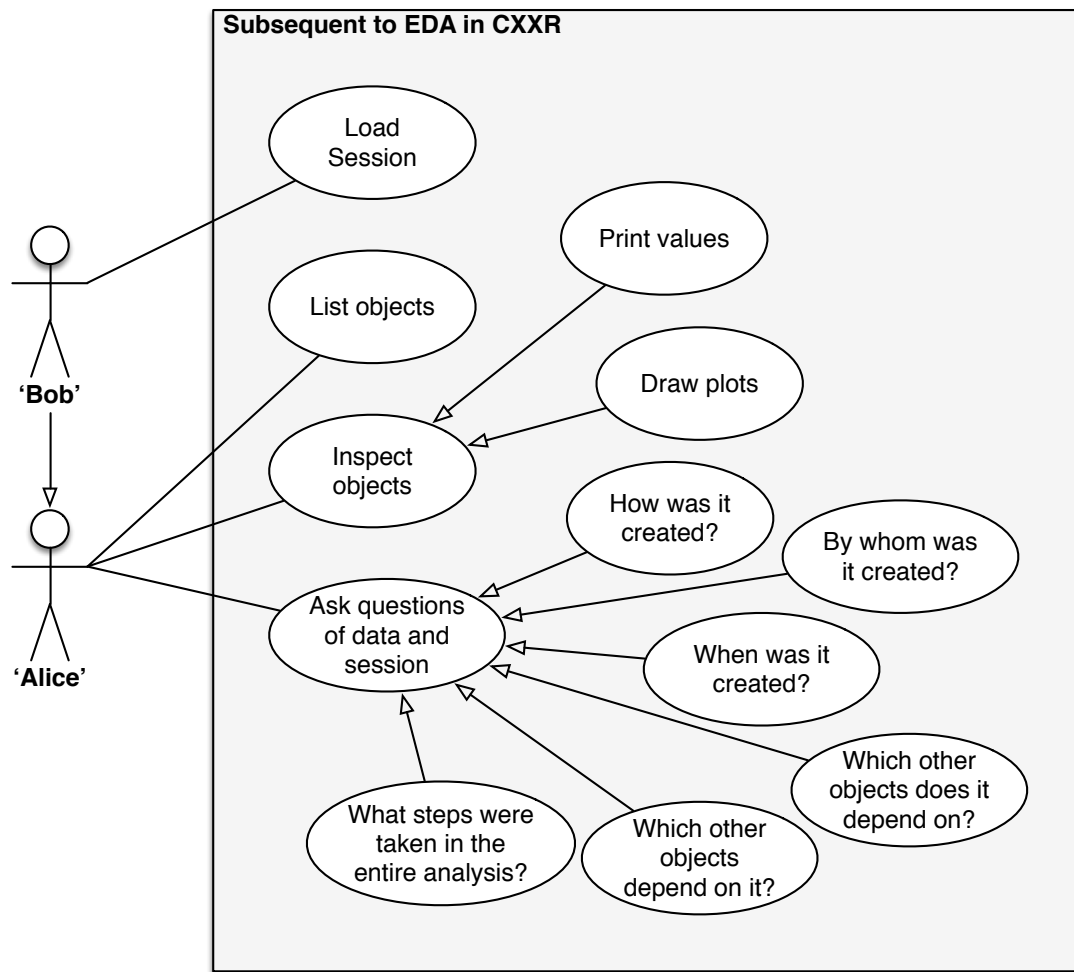 Subsequent to EDA in CXXR
Load
Session
Print values
List objects
‘Bob’
Draw plots
Inspect
objects
How was it
created?
By whom was
it created?
Ask questions
of data and
session
‘Alice’
When was it
created?
Which other
objects does it
depend on?
What steps were
taken in the
entire analysis?
Which other
objects
depend on it?